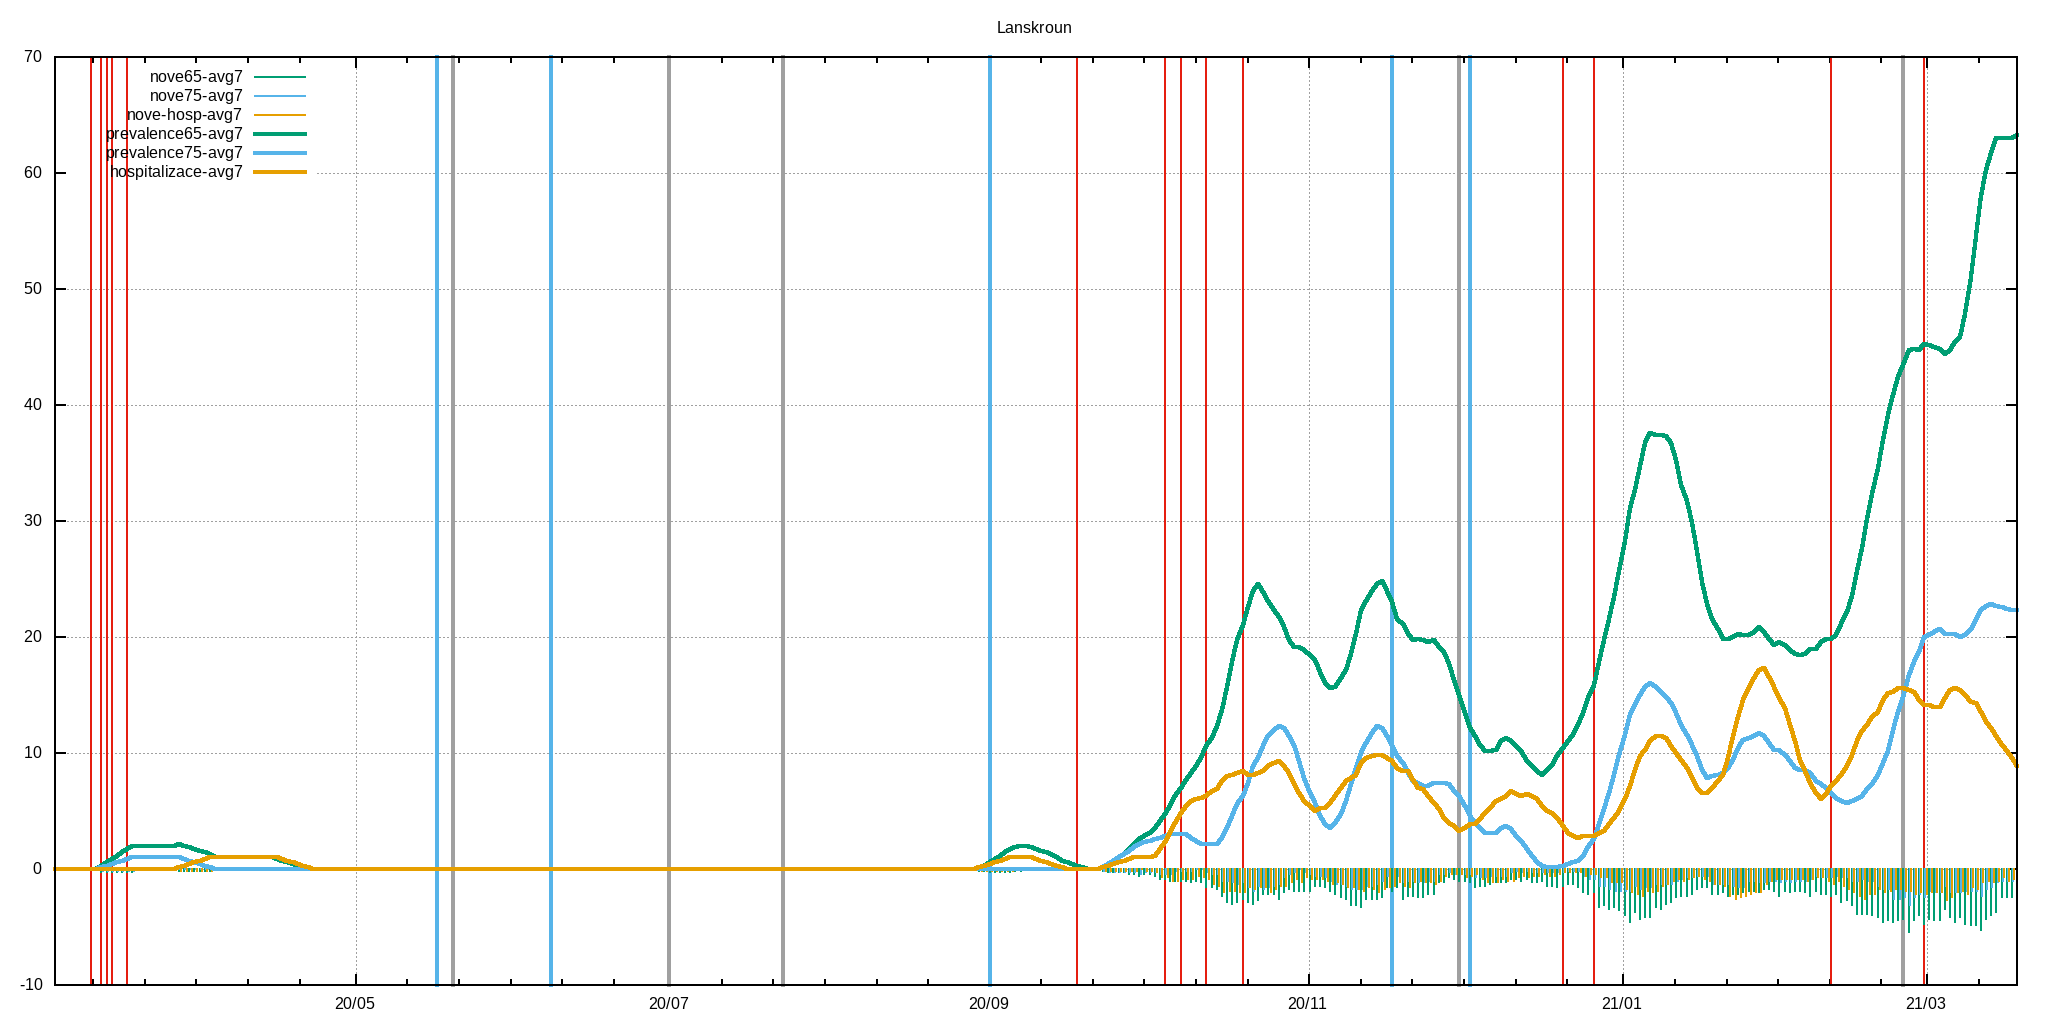 Lanskroun
70
nove65-avg7
nove75-avg7
nove-hosp-avg7
prevalence65-avg7
prevalence75-avg7
hospitalizace-avg7
60
50
40
30
20
10
0
-10
20/05
20/07
20/09
20/11
21/01
21/03